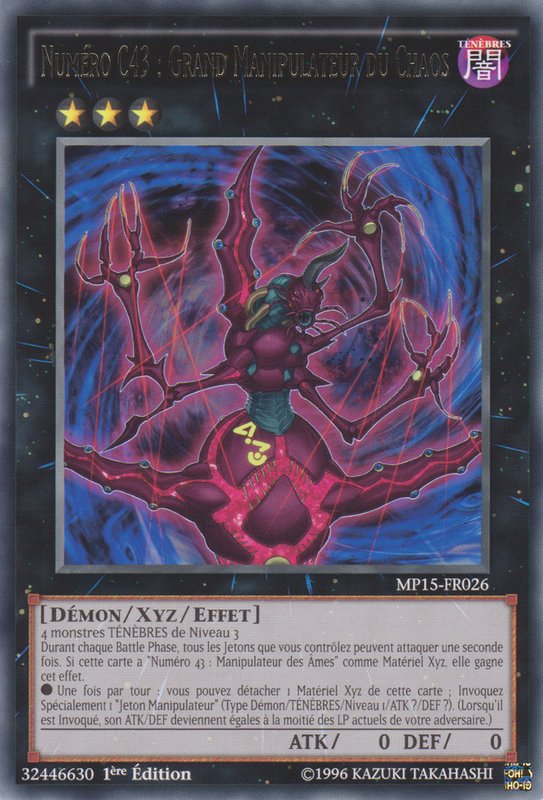 Numéro C43 : Grand Manipulateur du Chaos
TÉNÈBRES
闇
43
MP15-FR026
[Démon/Xyz/Effet]
4 monstres TÉNÈBRES de Niveau 3
Durant chaque Battle Phase, tous les Jetons que vous contrôlez peuvent attaquer une seconde
fois. Si cette carte a "Numéro 43 : Manipulateur des Âmes" comme Matériel Xyz, elle gagne
cet effet.
● Une fois par tour : vous pouvez détacher 1 Matériel Xyz de cette carte ; Invoquez
Spécialement 1 "Jeton Manipulateur" (Type Démon/TÉNÈBRES/Niveau 1/ATK ?/DEF ?). (Lorsqu'il
est Invoqué, son ATK/DEF deviennent égales à la moitié des LP actuels de votre adversaire.)
ATK/ 0 DEF/ 0
32446630 1ère Édition ©1996 KAZUKI TAKAHASHI